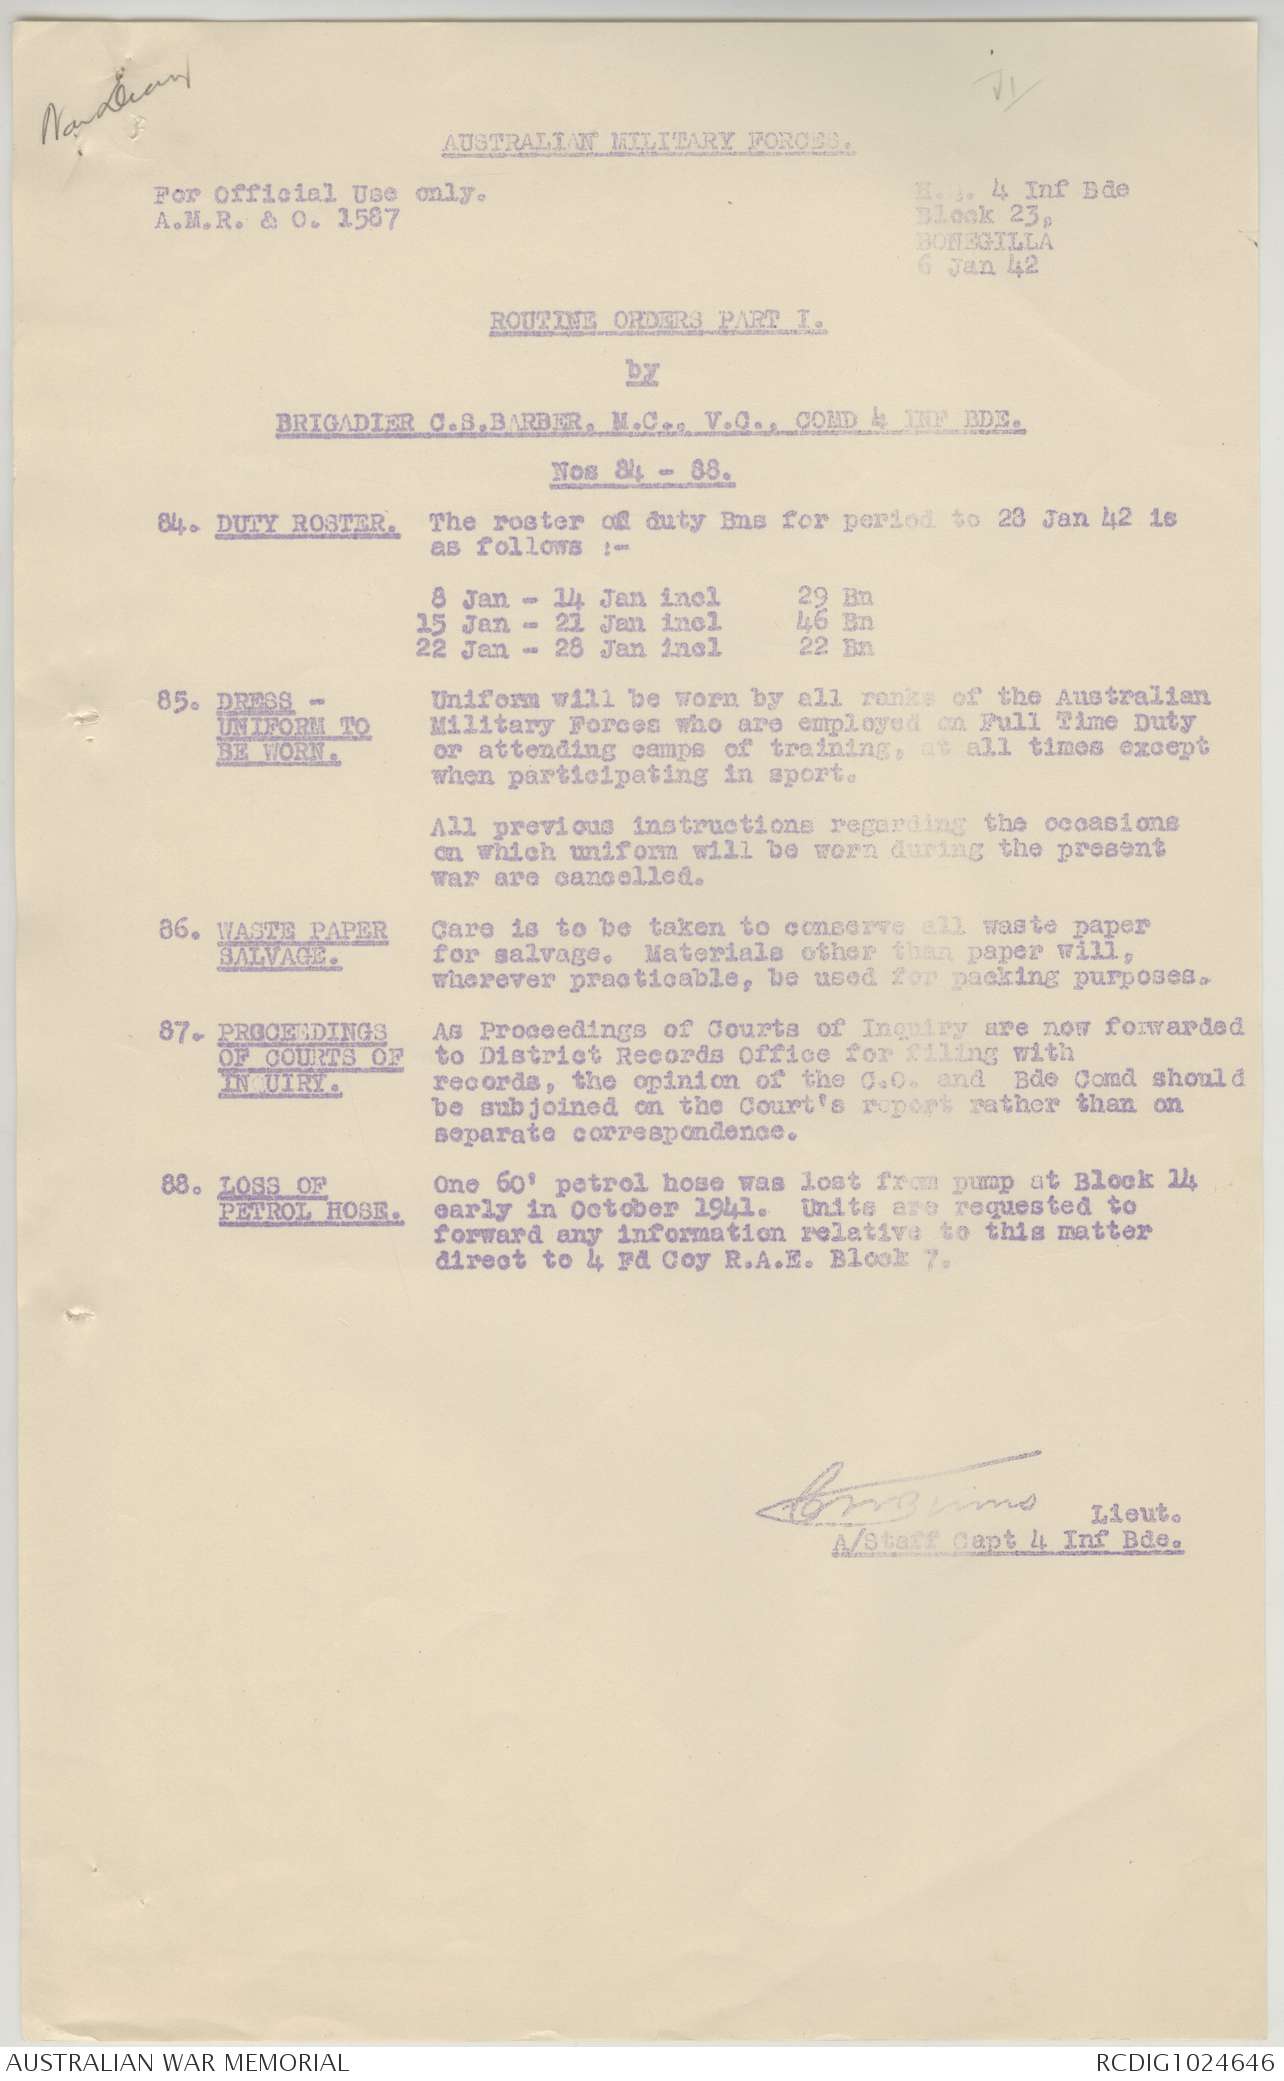 War Diary
J1
AUSTRALIAN MILITARY FORCES.
For Official Use only.
A.M.R. & O. 1587
H.Q. 4 Inf Bde
Block 23,
BONEGILLA
6 Jan 42
ROUTINE ORDERS PART I.
by
BRIGADIER C.S.BARBER, M.C., V.C., COMD 4 INF BDE.
Nos 84 - 88.
84. DUTY ROSTER. The roster of duty Bns for period to 28 Jan 42 is
as follows :-
8 Jan - 14 Jan incl 29 Bn
15 Jan - 21 Jan incl 46 Bn
22 Jan - 28 Jan incl 22 Bn
85. DRESS - Uniform will be worn by all ranks of the Australian
UNIFORM TO Military Forces who are employed on Full Time Duty
BE WORN. or attending camps of training, at all times except
when participating in sport.
All previous instructions regarding the occasions
on which uniform will be worn during the present
war are cancelled.
86. WASTE PAPER Care is to be taken to conserve all waste paper
SALVAGE. for salvage. Materials other than paper will,
wherever practicable, be used for packing purposes.
87. PROCEEDINGS As Proceedings of Courts of Inquiry are now forwarded
OF COURTS OF to District Records Office for filing with
INQUIRY. records, the opinion of the C.O. and Bde Comd should
be subjoined on the Court's report rather than on
separate correspondence.
88. LOSS OF One 60' petrol hose was lost from pump at Block 14
PETROL HOSE. early in October 1941. Units are requested to
forward any information relative to this matter
direct to 4 Fd Coy R.A.E. Block 7.
Lieut.
A/Staff Capt 4 Inf Bde.
AUSTRALIAN WAR MEMORIAL
RCDIG1024646